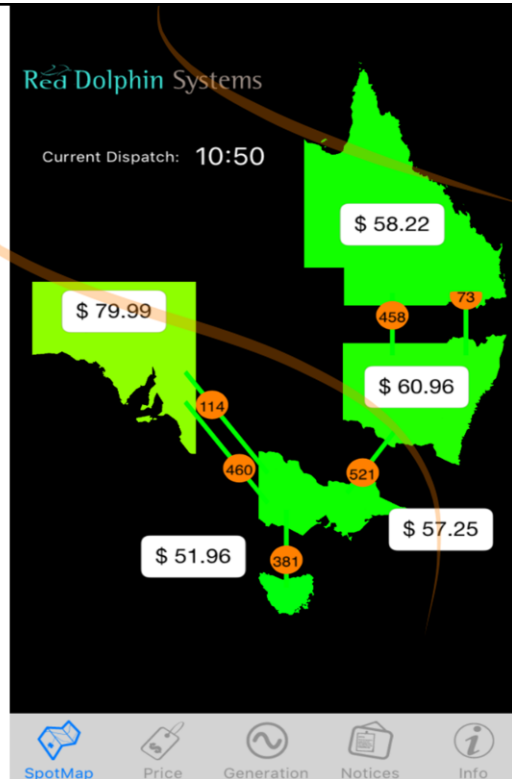 Red Dolphin Systems
Current Dispatch: 10:50
$ 58.22
73
458
$ 79.99
$ 60.96
114
460
521
$ 57.25
$ 51.96
381
SpotMap
Price
Generation
Notices
Info